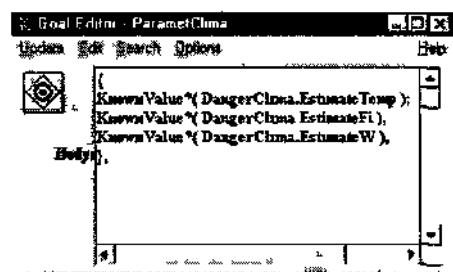 Goal Editor - ParametClima
Update Edit Search Options Help
{
KnownValue?( DangerClima:EstimateTemp );
KnownValue?( DangerClima:EstimateFi );
KnownValue?( DangerClima:EstimateW );
Body: };